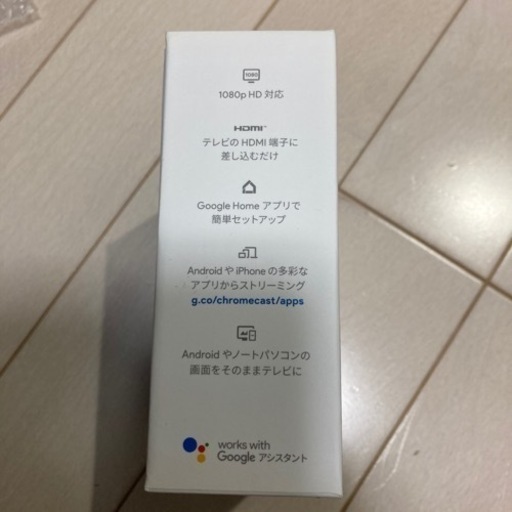 1080
1080p HD 対応
HDMI™
テレビの HDMI 端子に
差し込むだけ
Google Home アプリで
簡単セットアップ
Android や iPhone の多彩な
アプリからストリーミング
g.co/chromecast/apps
Android やノートパソコンの
画面をそのままテレビに
works with
Google アシスタント